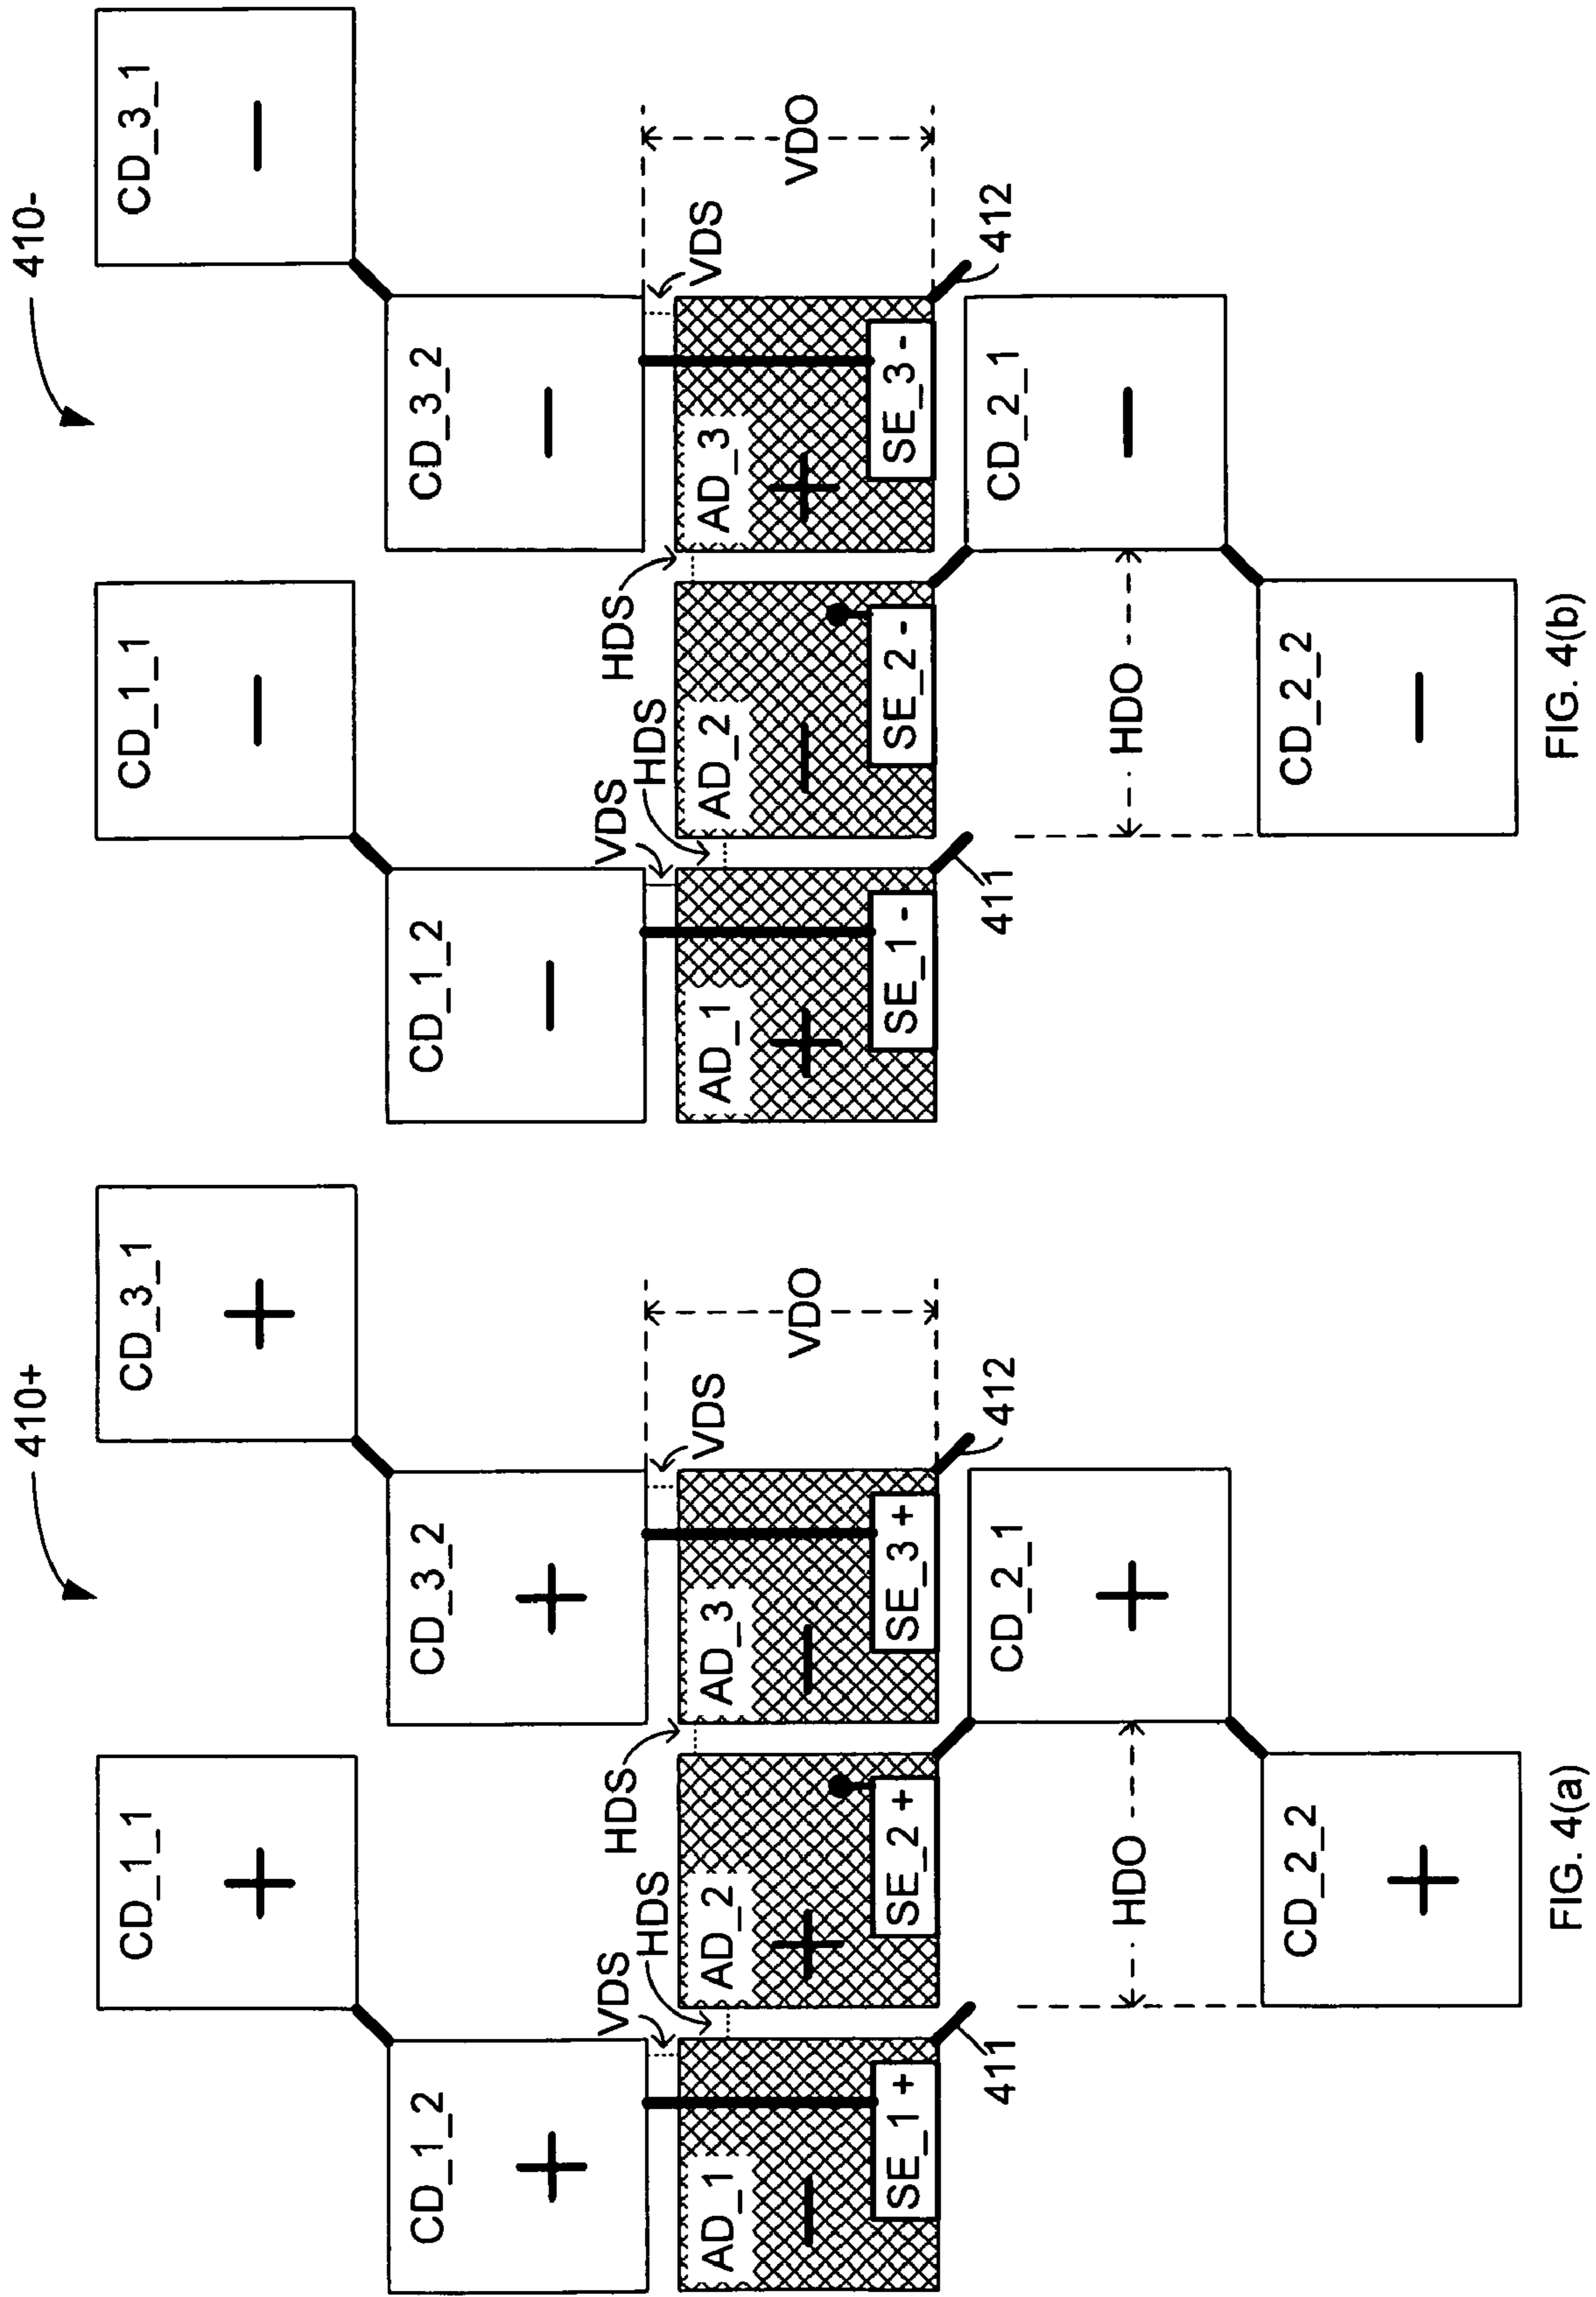 410+
CD_1_1
CD_3_1
+
+
CD_1_2
CD_3_2
+
+
VDS
HDS
HDS
VDS
AD_1
AD_2
AD_3
−
+
−
VDO
SE_1 +
SE_2 +
SE_3 +
411
412
CD_2_1
+
HDO
CD_2_2
+
FIG. 4(a)
410-
CD_1_1
CD_3_1
−
−
CD_1_2
CD_3_2
−
−
VDS
HDS
HDS
VDS
AD_1
AD_2
AD_3
+
−
+
VDO
SE_1 -
SE_2 -
SE_3 -
411
412
CD_2_1
−
HDO
CD_2_2
−
FIG. 4(b)